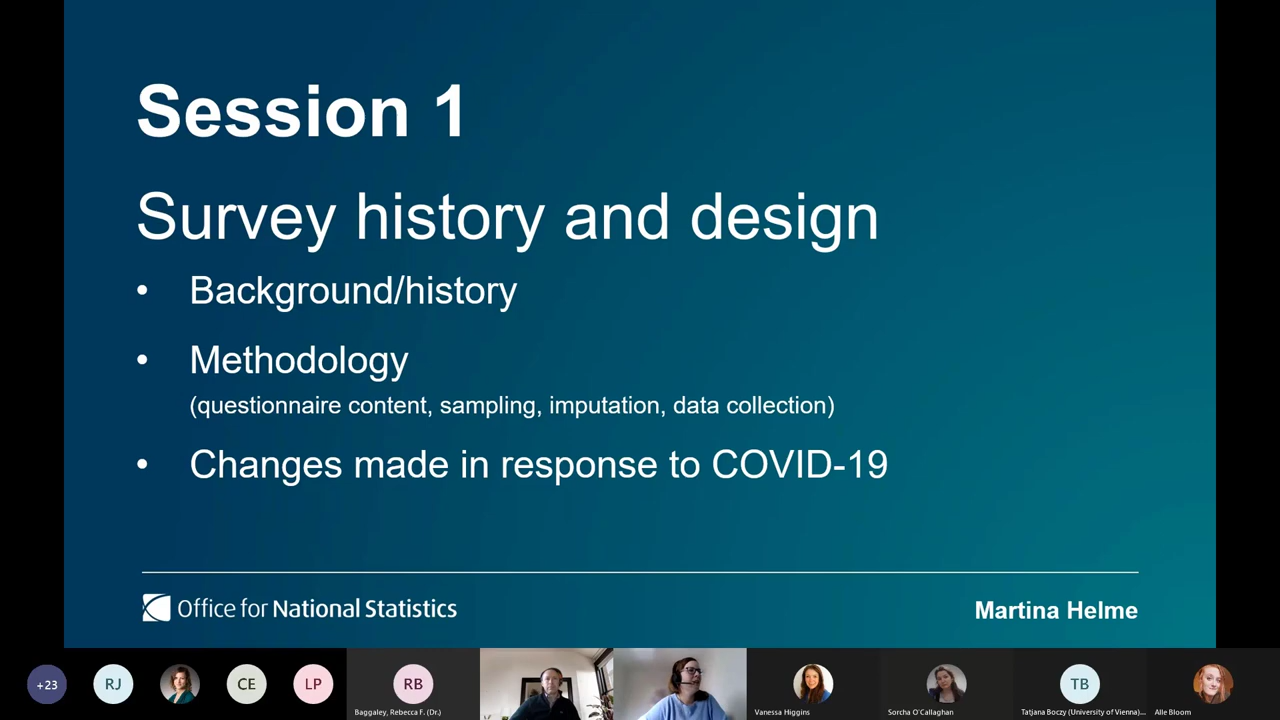 Session 1
Survey history and design
• Background/history
• Methodology
(questionnaire content, sampling, imputation, data collection)
• Changes made in response to COVID-19
Office for National Statistics
Martina Helme
+23
RJ
CE
LP
RB
Baggaley, Rebecca F. (Dr.)
Vanessa Higgins
Sorcha O'Callaghan
TB
Tatjana Boczy (University of Vienna)...
Alle Bloom